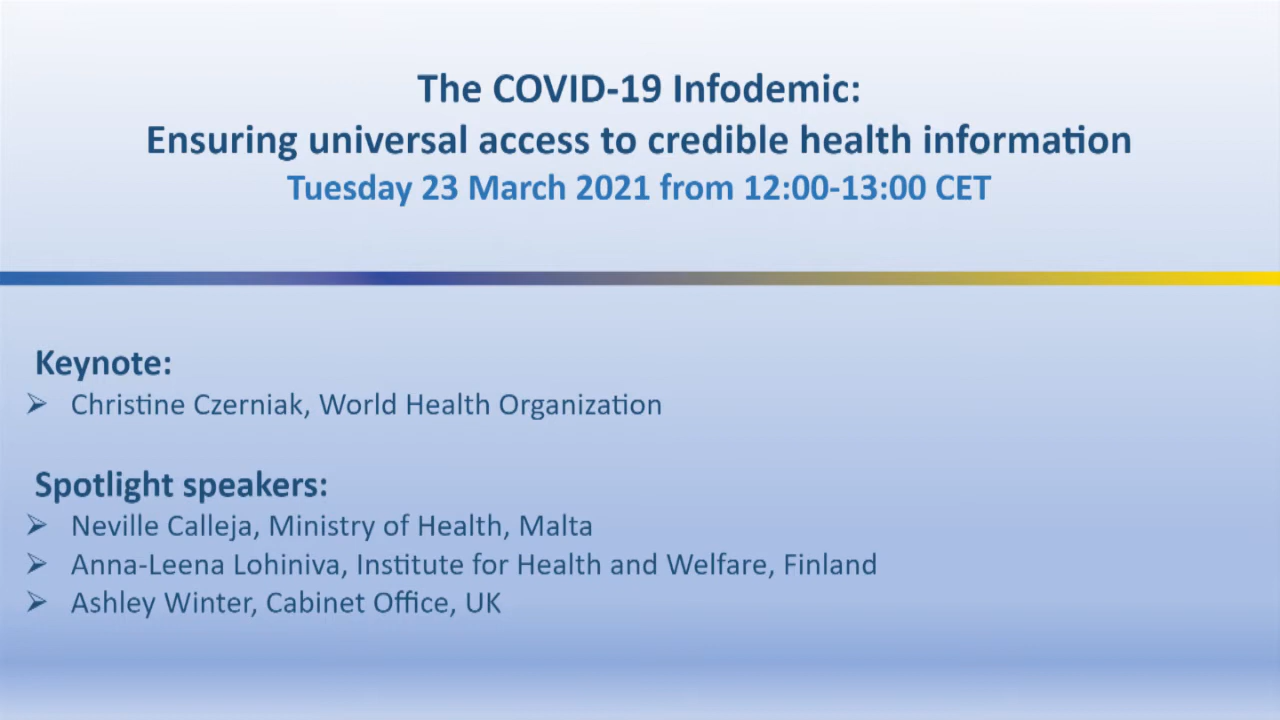 The COVID-19 Infodemic:
Ensuring universal access to credible health information
Tuesday 23 March 2021 from 12:00-13:00 CET
Keynote:
➢ Christine Czerniak, World Health Organization
Spotlight speakers:
➢ Neville Calleja, Ministry of Health, Malta
➢ Anna-Leena Lohiniva, Institute for Health and Welfare, Finland
➢ Ashley Winter, Cabinet Office, UK